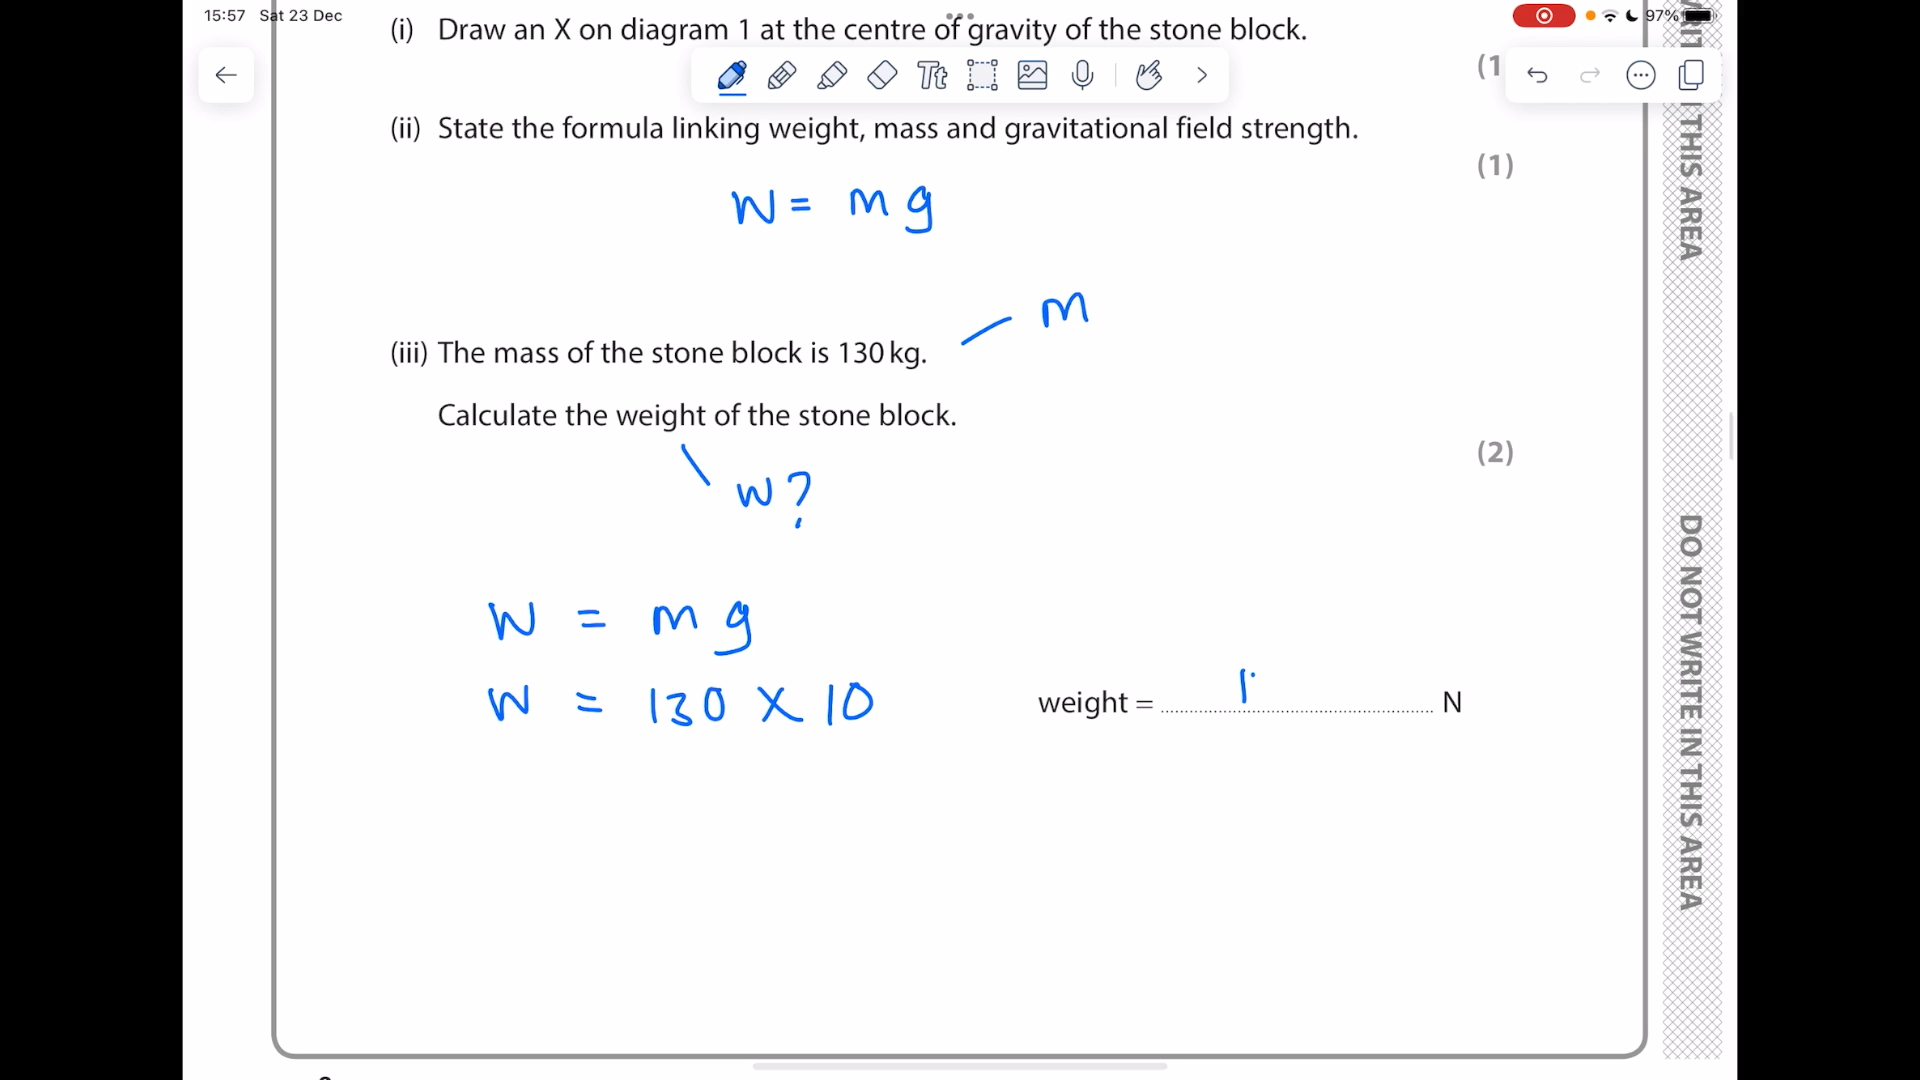 15:57 Sat 23 Dec
97%
(i) Draw an X on diagram 1 at the centre of gravity of the stone block.
(1
Tt
(ii) State the formula linking weight, mass and gravitational field strength.
(1)
W = mg
m
(iii) The mass of the stone block is 130 kg.
Calculate the weight of the stone block.
(2)
W?
W = mg
W = 130 X 10
weight = 1 N
THIS AREA
DO NOT WRITE IN THIS AREA